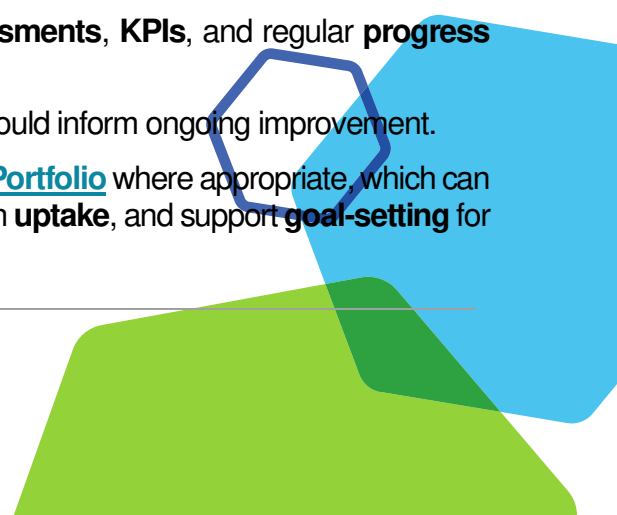 sments, KPIs, and regular progress
ould inform ongoing improvement.
Portfolio where appropriate, which can
n uptake, and support goal-setting for